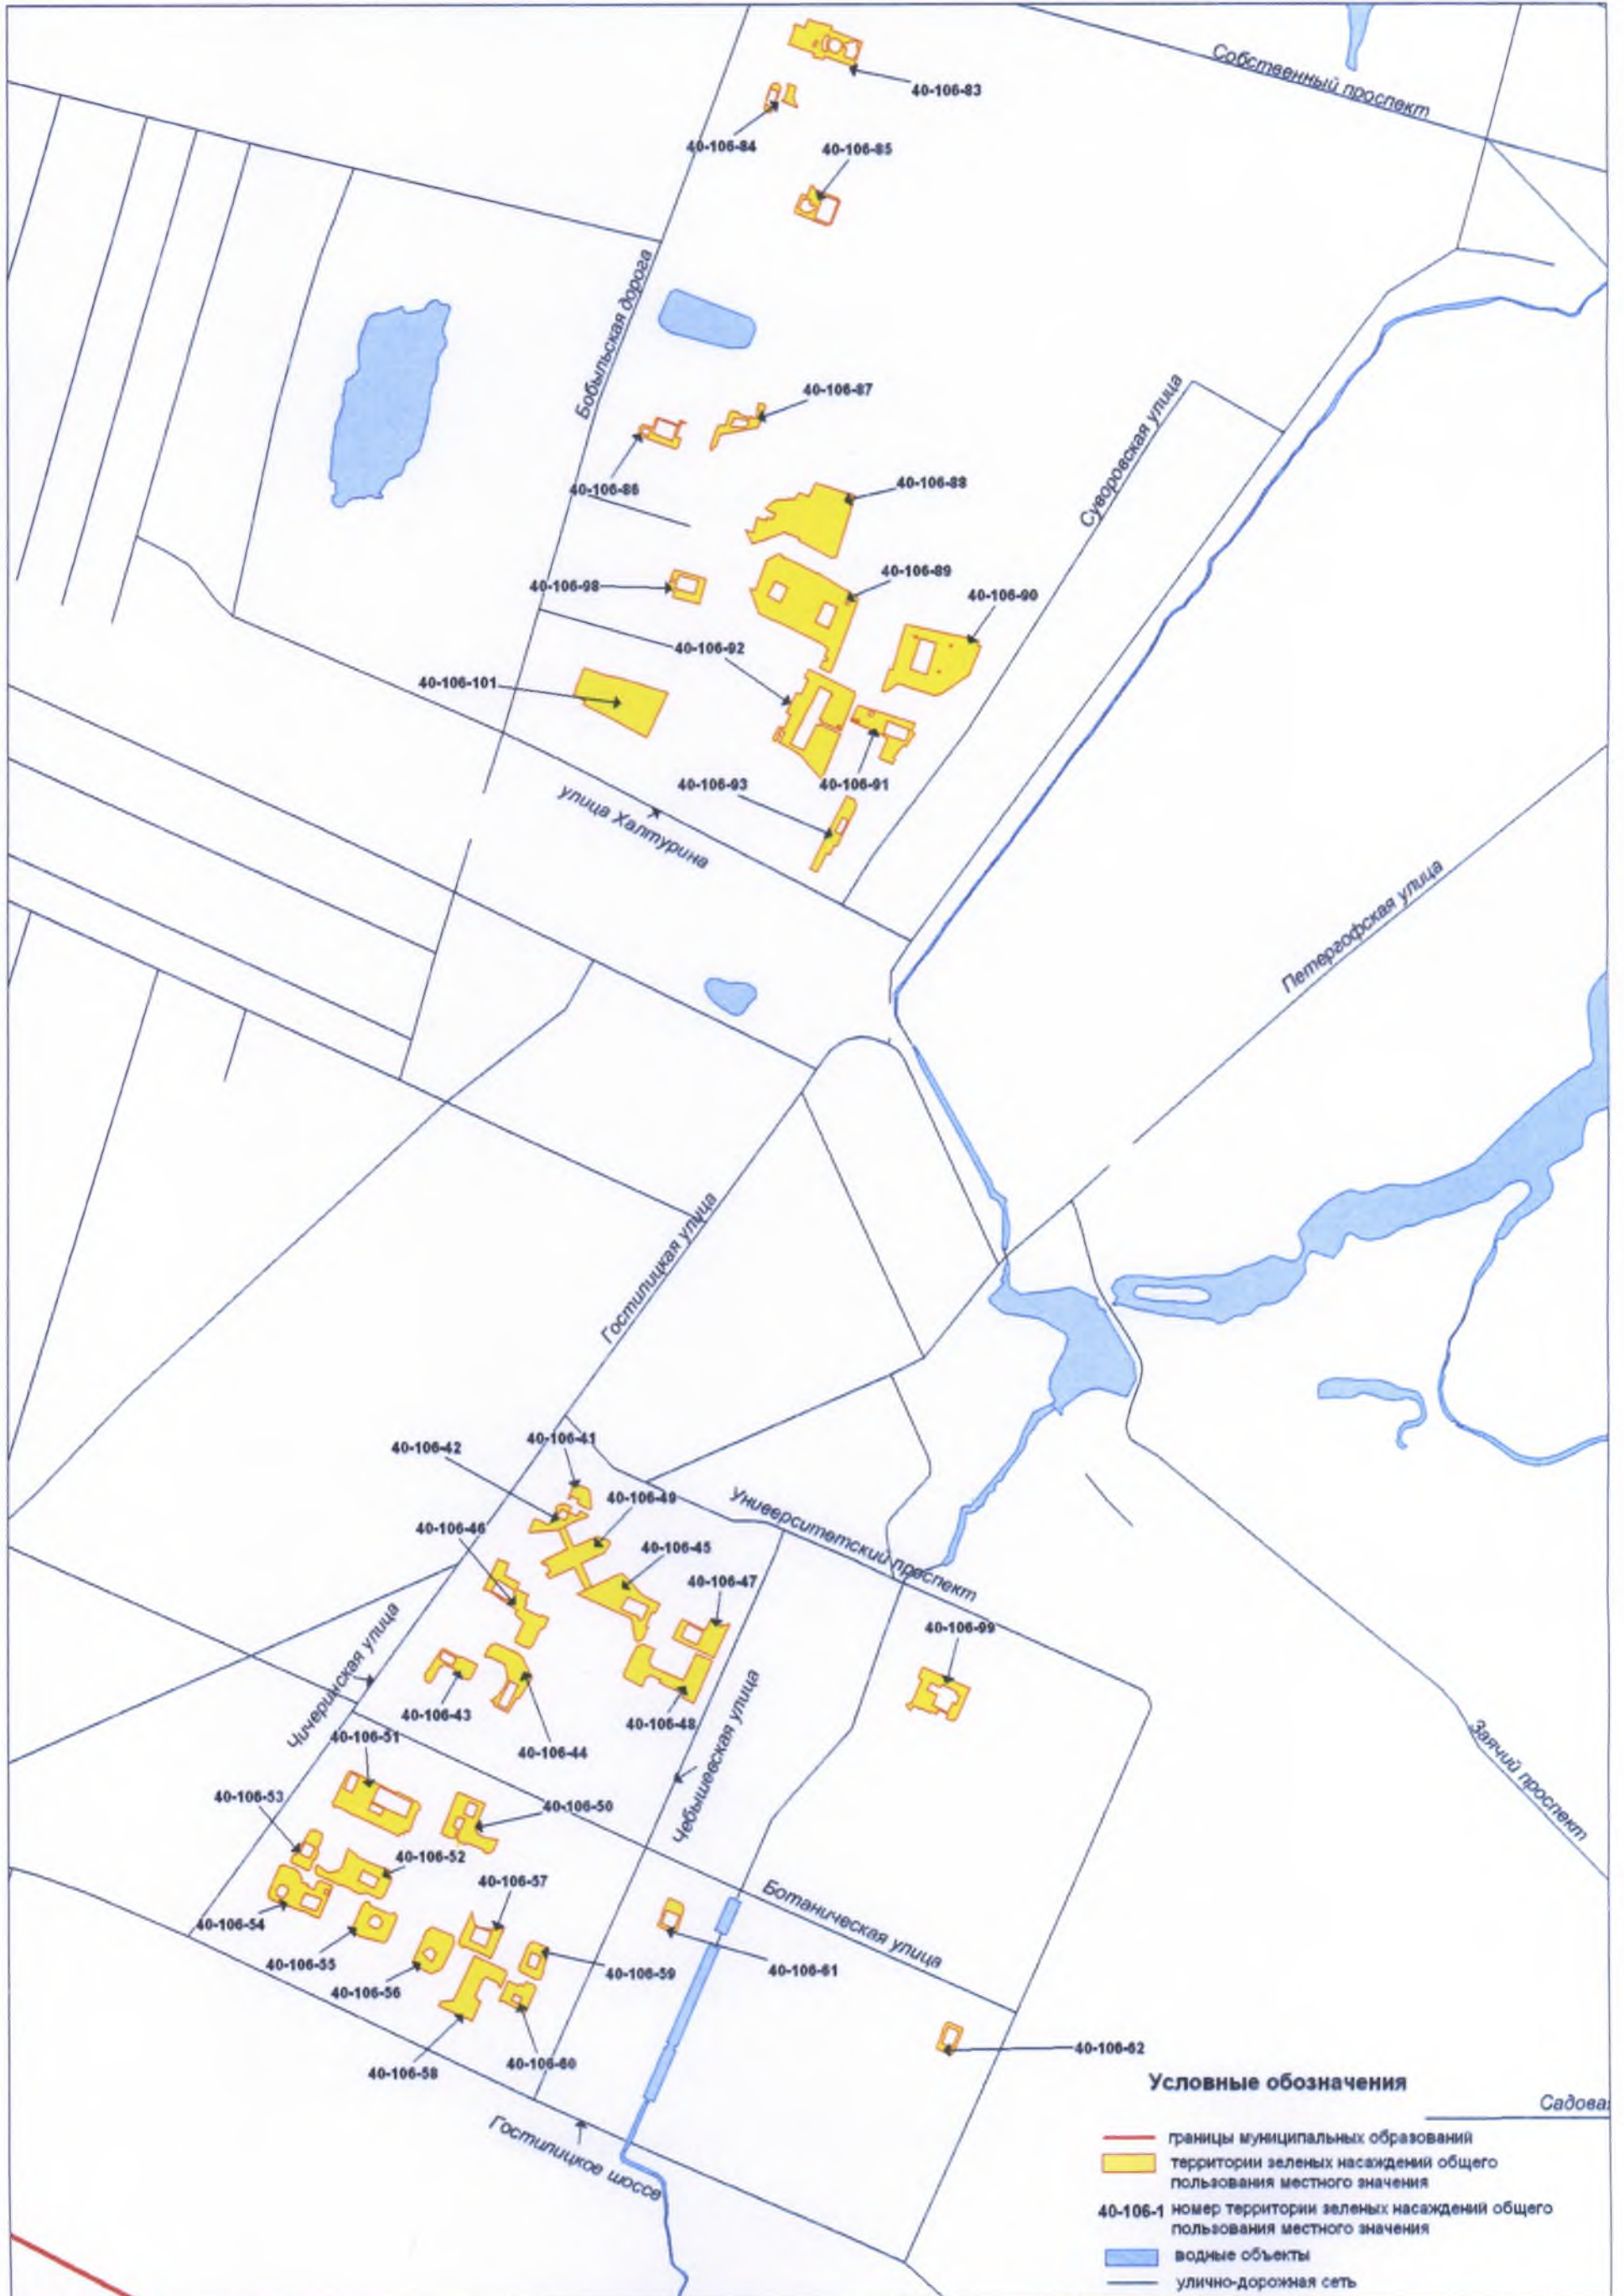 Собственный проспект
40-106-83
40-106-84
40-106-85
Бобыльская дорога
40-106-87
Суворовская улица
40-106-86
40-106-88
40-106-98
40-106-89
40-106-90
40-106-92
40-106-101
40-106-93
40-106-91
улица Халтурина
Петергофская улица
Гостилицкая улица
40-106-42
40-106-41
40-106-49
Университетский проспект
40-106-46
40-106-45
40-106-47
40-106-99
Чичеринская улица
40-106-43
40-106-48
40-106-44
Чебышевская улица
Заячий проспект
40-106-51
40-106-53
40-106-50
40-106-52
40-106-57
40-106-54
Ботаническая улица
40-106-55
40-106-59
40-106-61
40-106-56
40-106-58
40-106-60
40-106-62
Гостилицкое шоссе
Условные обозначения
Садовая
границы муниципальных образований
территории зеленых насаждений общего
пользования местного значения
40-106-1 номер территории зеленых насаждений общего
пользования местного значения
водные объекты
улично-дорожная сеть